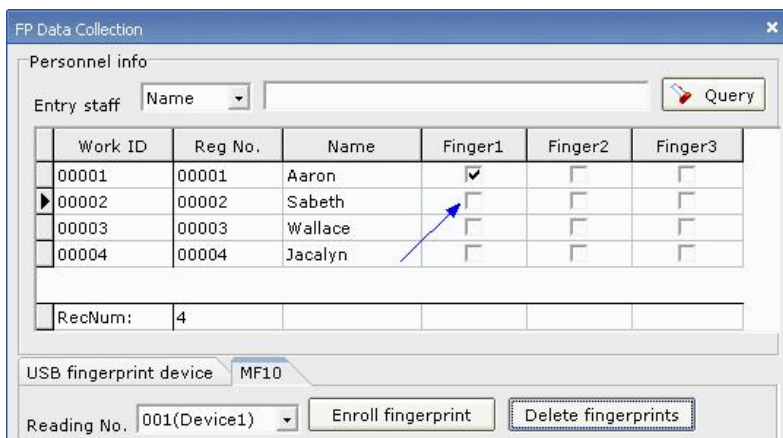 FP Data Collection
Personnel info
Entry staff Name Query
Work ID Reg No. Name Finger1 Finger2 Finger3
00001 00001 Aaron
00002 00002 Sabeth
00003 00003 Wallace
00004 00004 Jacalyn
RecNum: 4
USB fingerprint device MF10
Reading No. 001(Device1) Enroll fingerprint Delete fingerprints